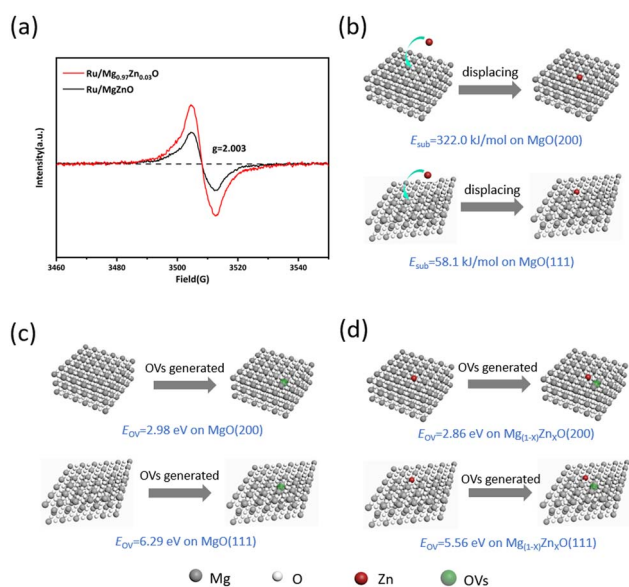 (a)
Ru/Mg0.97Zn0.03O
Ru/MgZnO
g=2.003
Intensity(a.u.)
3460 3480 3500 3520 3540
Field(G)
(b)
displacing
Esub=322.0 kJ/mol on MgO(200)
displacing
Esub=58.1 kJ/mol on MgO(111)
(c)
OVs generated
EOV=2.98 eV on MgO(200)
OVs generated
EOV=6.29 eV on MgO(111)
(d)
OVs generated
EOV=2.86 eV on Mg(1-X)ZnXO(200)
OVs generated
EOV=5.56 eV on Mg(1-X)ZnXO(111)
Mg O Zn OVs